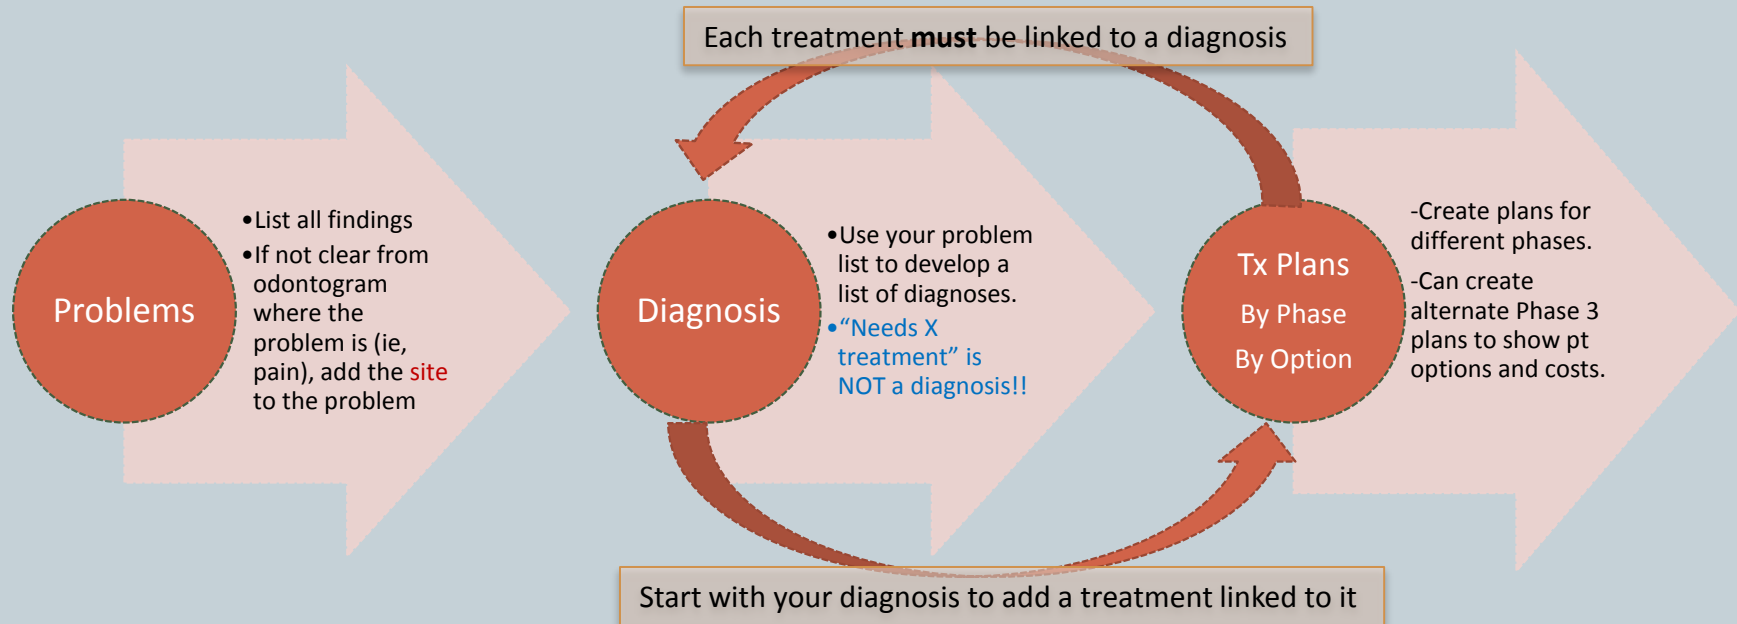 Each treatment must be linked to a diagnosis
Problems
•List all findings
•If not clear from
odontogram
where the
problem is (ie,
pain), add the site
to the problem
Diagnosis
•Use your problem
list to develop a
list of diagnoses.
•“Needs X
treatment” is
NOT a diagnosis!!
Tx Plans
By Phase
By Option
-Create plans for
different phases.
-Can create
alternate Phase 3
plans to show pt
options and costs.
Start with your diagnosis to add a treatment linked to it